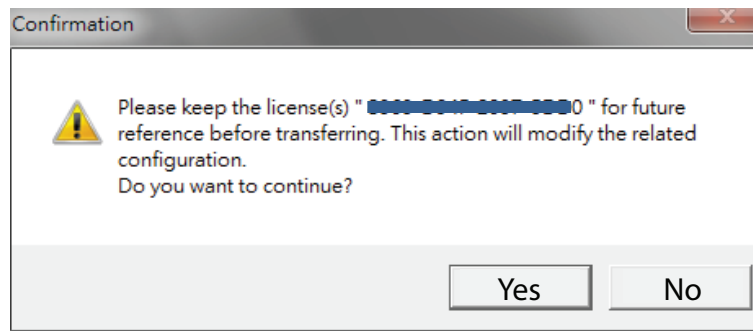 Confirmation
Please keep the license(s) " 0 " for future
reference before transferring. This action will modify the related
configuration.
Do you want to continue?
Yes
No